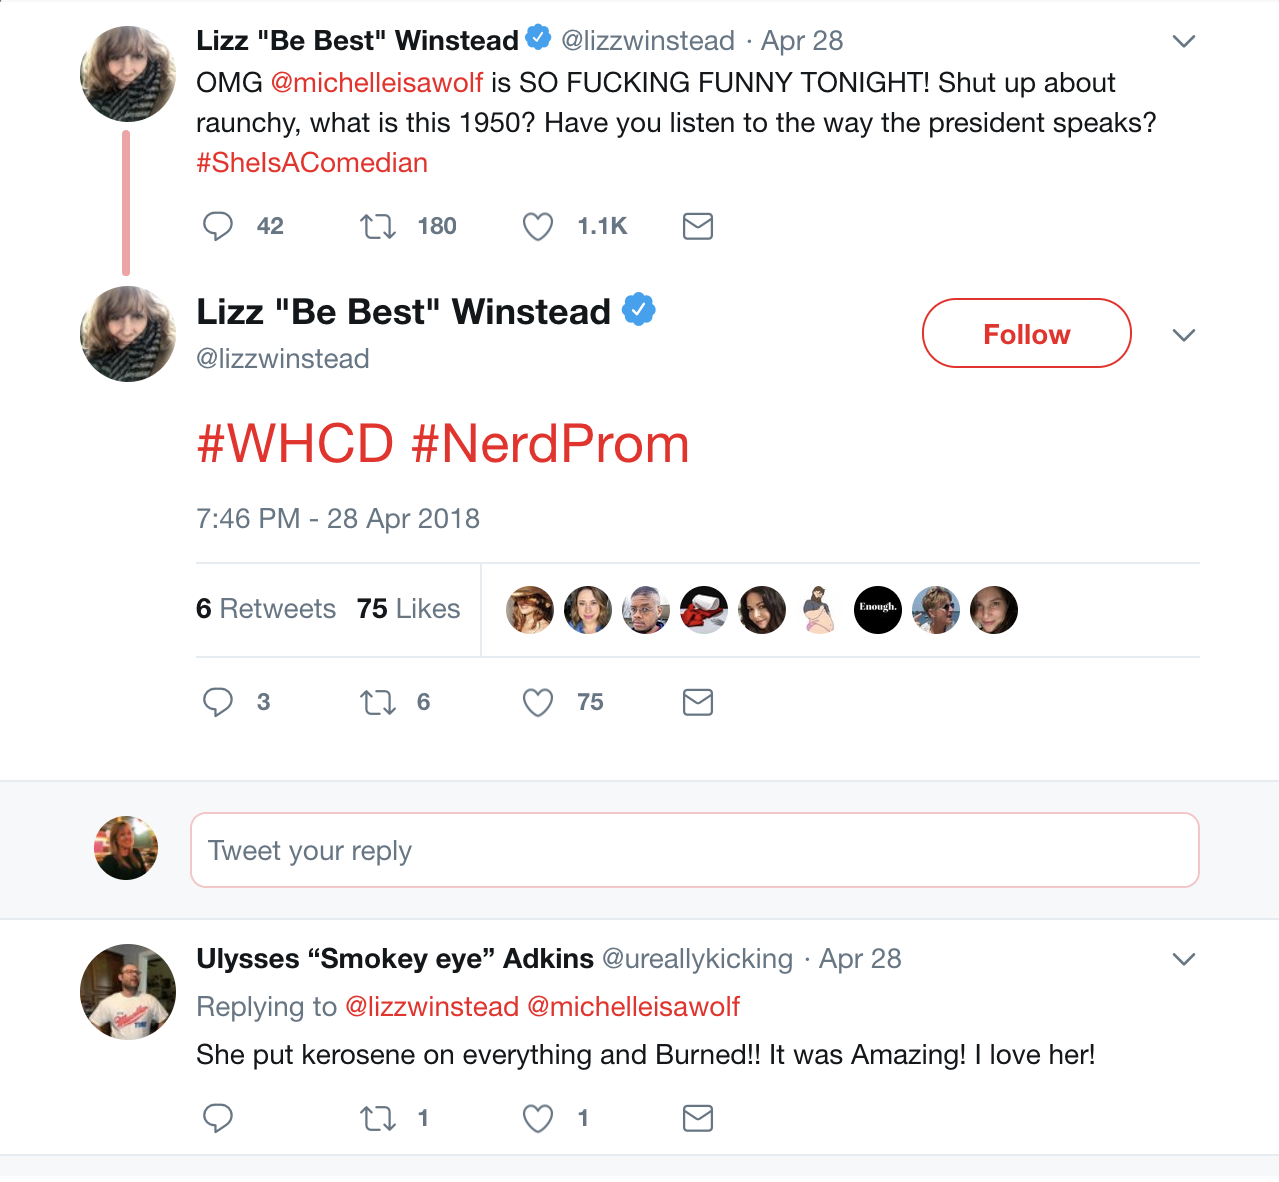 Lizz "Be Best" Winstead @lizzwinstead · Apr 28
OMG @michelleisawolf is SO FUCKING FUNNY TONIGHT! Shut up about
raunchy, what is this 1950? Have you listen to the way the president speaks?
#SheIsAComedian
42 180 1.1K
Lizz "Be Best" Winstead
Follow
@lizzwinstead
#WHCD #NerdProm
7:46 PM - 28 Apr 2018
6 Retweets 75 Likes
Enough.
3 6 75
Tweet your reply
Ulysses “Smokey eye” Adkins @ureallykicking · Apr 28
Replying to @lizzwinstead @michelleisawolf
She put kerosene on everything and Burned!! It was Amazing! I love her!
1 1